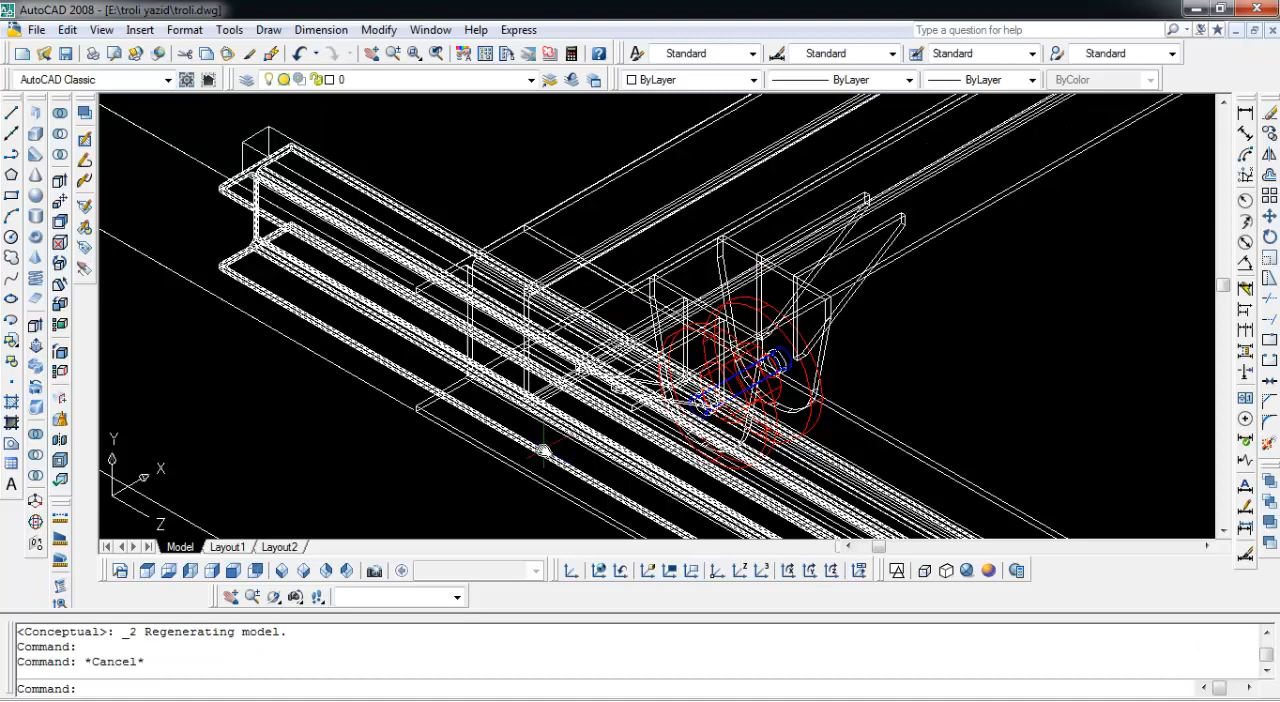 AutoCAD 2008 - [E:\troli yazid\troli.dwg]
File Edit View Insert Format Tools Draw Dimension Modify Window Help Express
Type a question for help
Standard Standard Standard Standard
AutoCAD Classic 0 ByLayer ByLayer ByLayer ByColor
Y
X
Z
Model Layout1 Layout2
<Conceptual>: _2 Regenerating model.
Command:
Command: *Cancel*
Command: